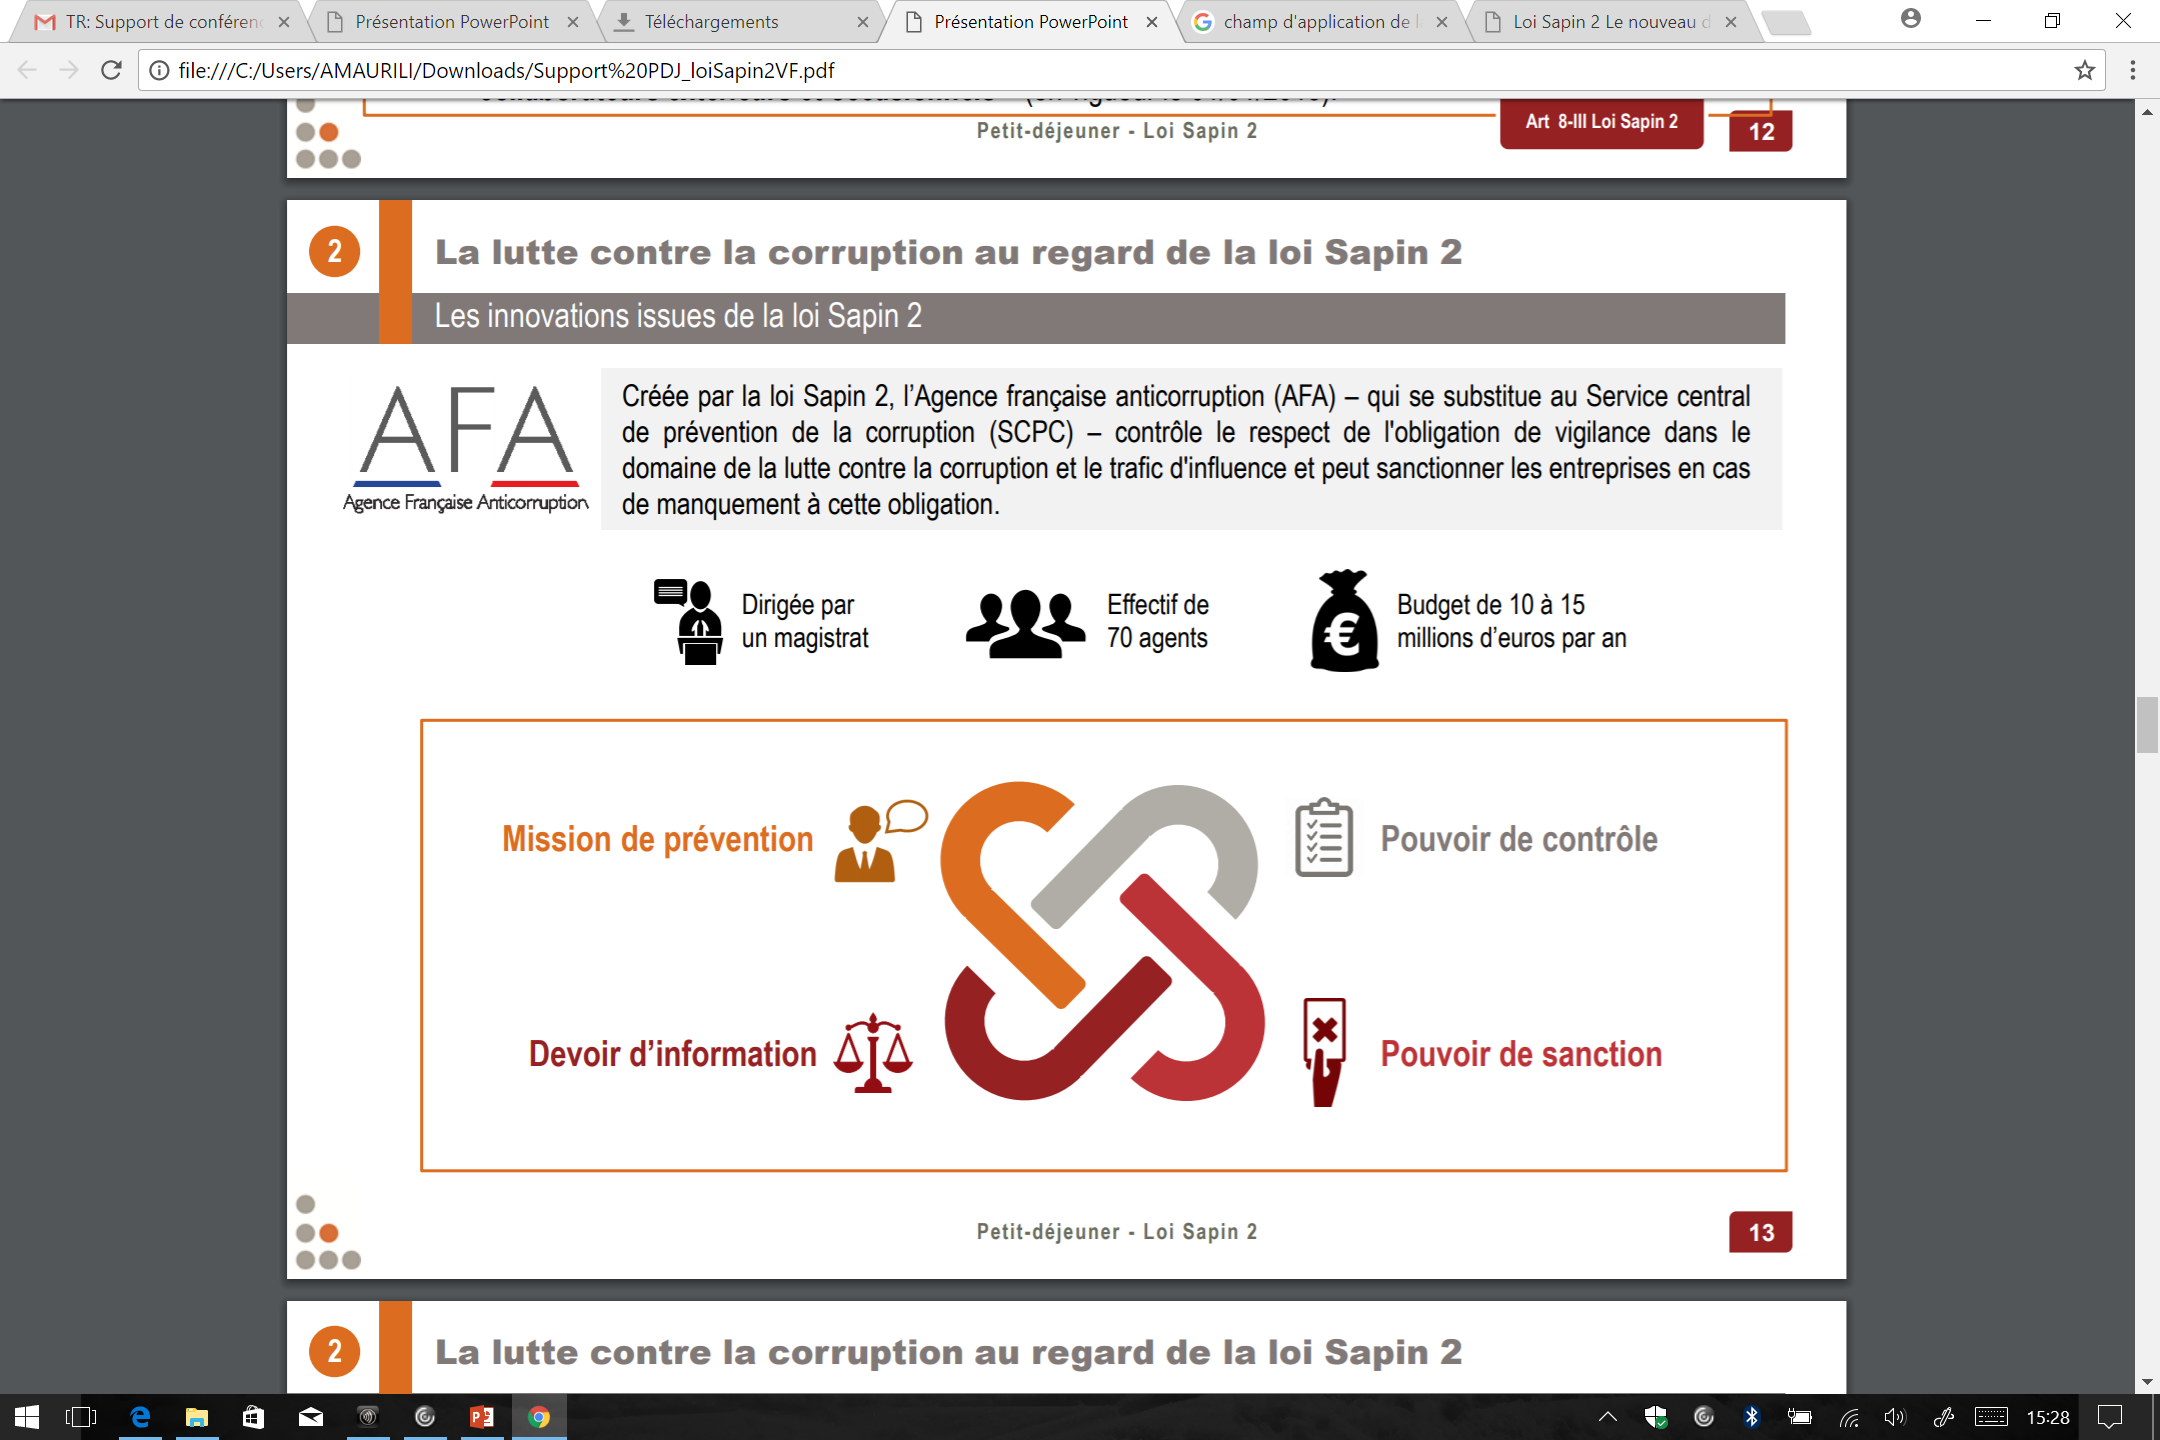 TR: Support de conféren
Présentation PowerPoint
Téléchargements
Présentation PowerPoint
champ d'application de l
Loi Sapin 2 Le nouveau d
file:///C:/Users/AMAURILI/Downloads/Support%20PDJ_loiSapin2VF.pdf
Petit-déjeuner - Loi Sapin 2
Art 8-III Loi Sapin 2
12
2
La lutte contre la corruption au regard de la loi Sapin 2
Les innovations issues de la loi Sapin 2
AFA
Agence Française Anticorruption
Créée par la loi Sapin 2, l’Agence française anticorruption (AFA) – qui se substitue au Service central
de prévention de la corruption (SCPC) – contrôle le respect de l'obligation de vigilance dans le
domaine de la lutte contre la corruption et le trafic d'influence et peut sanctionner les entreprises en cas
de manquement à cette obligation.
Dirigée par
un magistrat
Effectif de
70 agents
€
Budget de 10 à 15
millions d’euros par an
Mission de prévention
Pouvoir de contrôle
Devoir d’information
Pouvoir de sanction
Petit-déjeuner - Loi Sapin 2
13
2
La lutte contre la corruption au regard de la loi Sapin 2
15:28